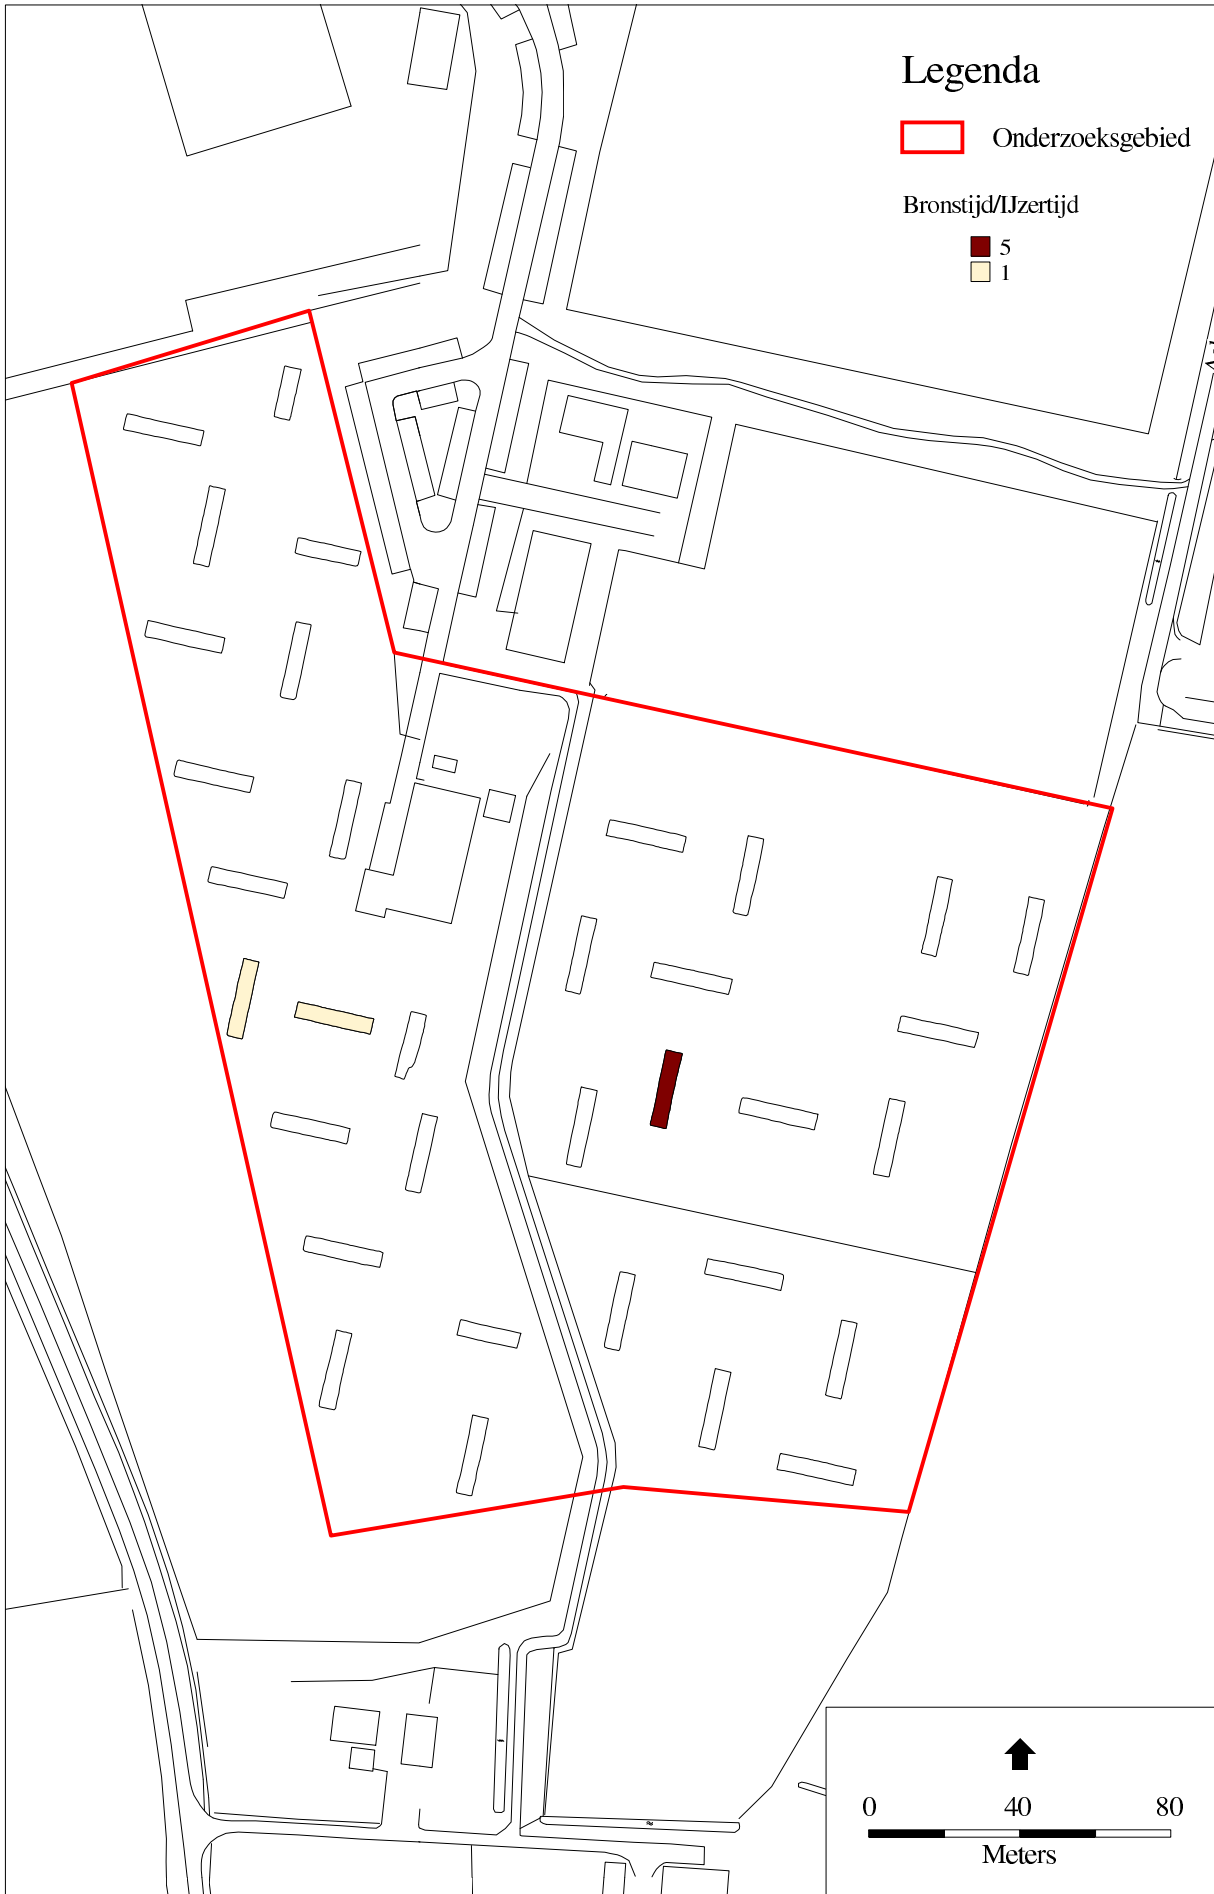 Legenda
Onderzoeksgebied
Bronstijd/IJzertijd
5
1
0 40 80
Meters